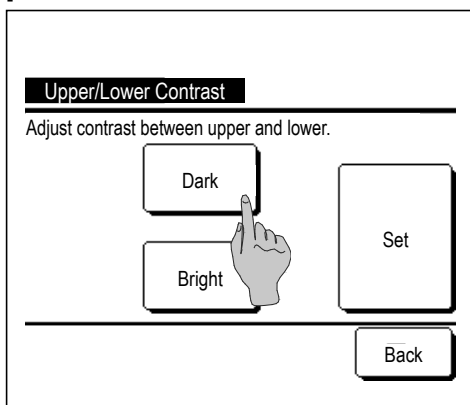 Upper/Lower Contrast
Adjust contrast between upper and lower.
Dark
Set
Bright
Back